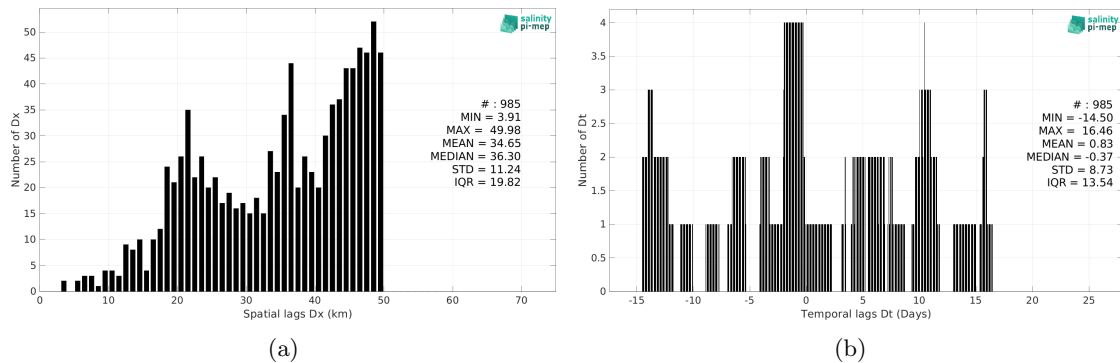 salinity
pi-mep
50
45
40
35
30
25
20
15
10
5
0
Number of Dx
# : 985
MIN = 3.91
MAX = 49.98
MEAN = 34.65
MEDIAN = 36.30
STD = 11.24
IQR = 19.82
0 10 20 30 40 50 60 70
Spatial lags Dx (km)
(a)
salinity
pi-mep
4
3.5
3
2.5
2
1.5
1
0.5
0
Number of Dt
# : 985
MIN = -14.50
MAX = 16.46
MEAN = 0.83
MEDIAN = -0.37
STD = 8.73
IQR = 13.54
-15 -10 -5 0 5 10 15 20 25
Temporal lags Dt (Days)
(b)